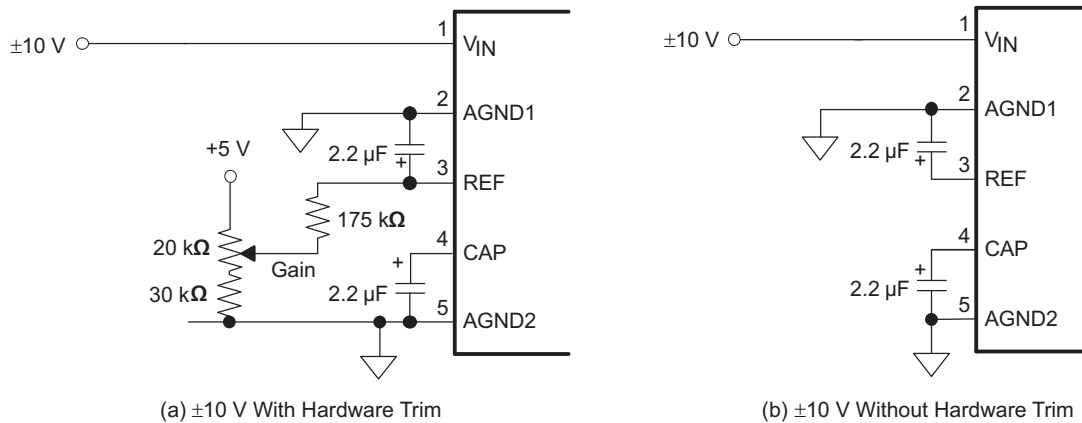 ±10 V
1
V_IN
2
AGND1
2.2 µF
+
3
REF
+5 V
175 kΩ
20 kΩ
Gain
4
CAP
+
30 kΩ
2.2 µF
5
AGND2
(a) ±10 V With Hardware Trim
±10 V
1
V_IN
2
AGND1
2.2 µF
+
3
REF
4
CAP
+
2.2 µF
5
AGND2
(b) ±10 V Without Hardware Trim